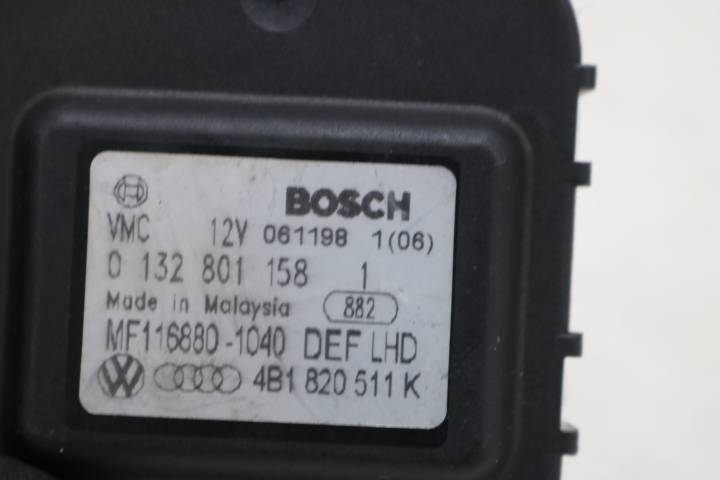 BOSCH
VMC 12V 061198 1(06)
0 132 801 158 1
Made in Malaysia 882
MF116880-1040 DEF LHD
4B1 820 511 K